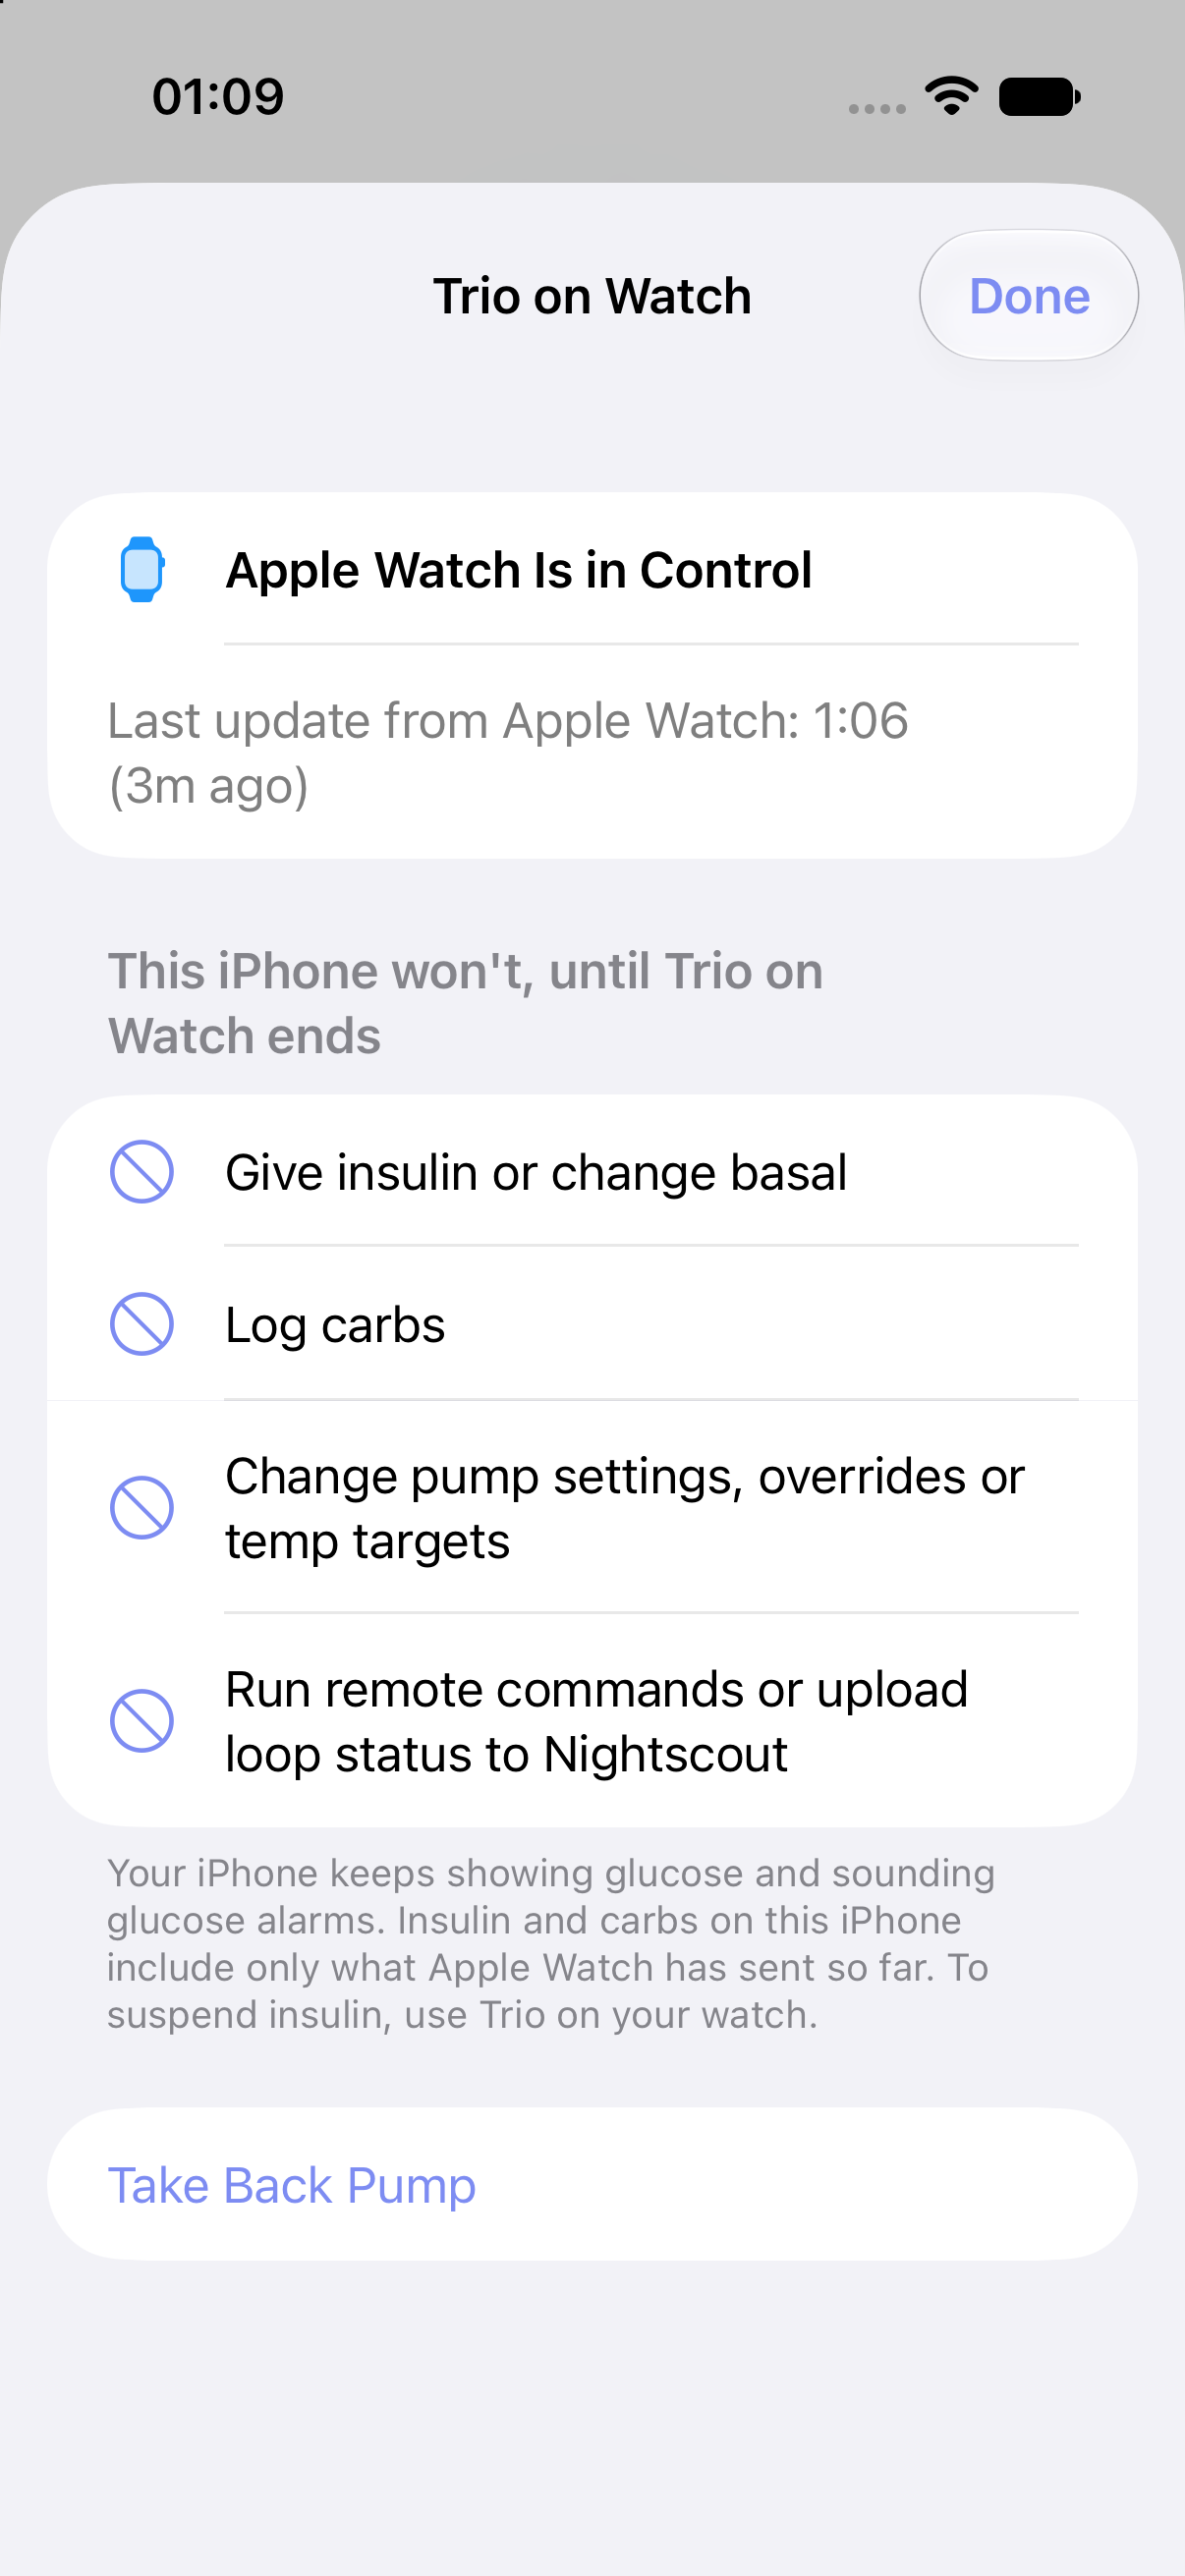 01:09
Trio on Watch
Done
Apple Watch Is in Control
Last update from Apple Watch: 1:06
(3m ago)
This iPhone won't, until Trio on
Watch ends
Give insulin or change basal
Log carbs
Change pump settings, overrides or
temp targets
Run remote commands or upload
loop status to Nightscout
Your iPhone keeps showing glucose and sounding
glucose alarms. Insulin and carbs on this iPhone
include only what Apple Watch has sent so far. To
suspend insulin, use Trio on your watch.
Take Back Pump